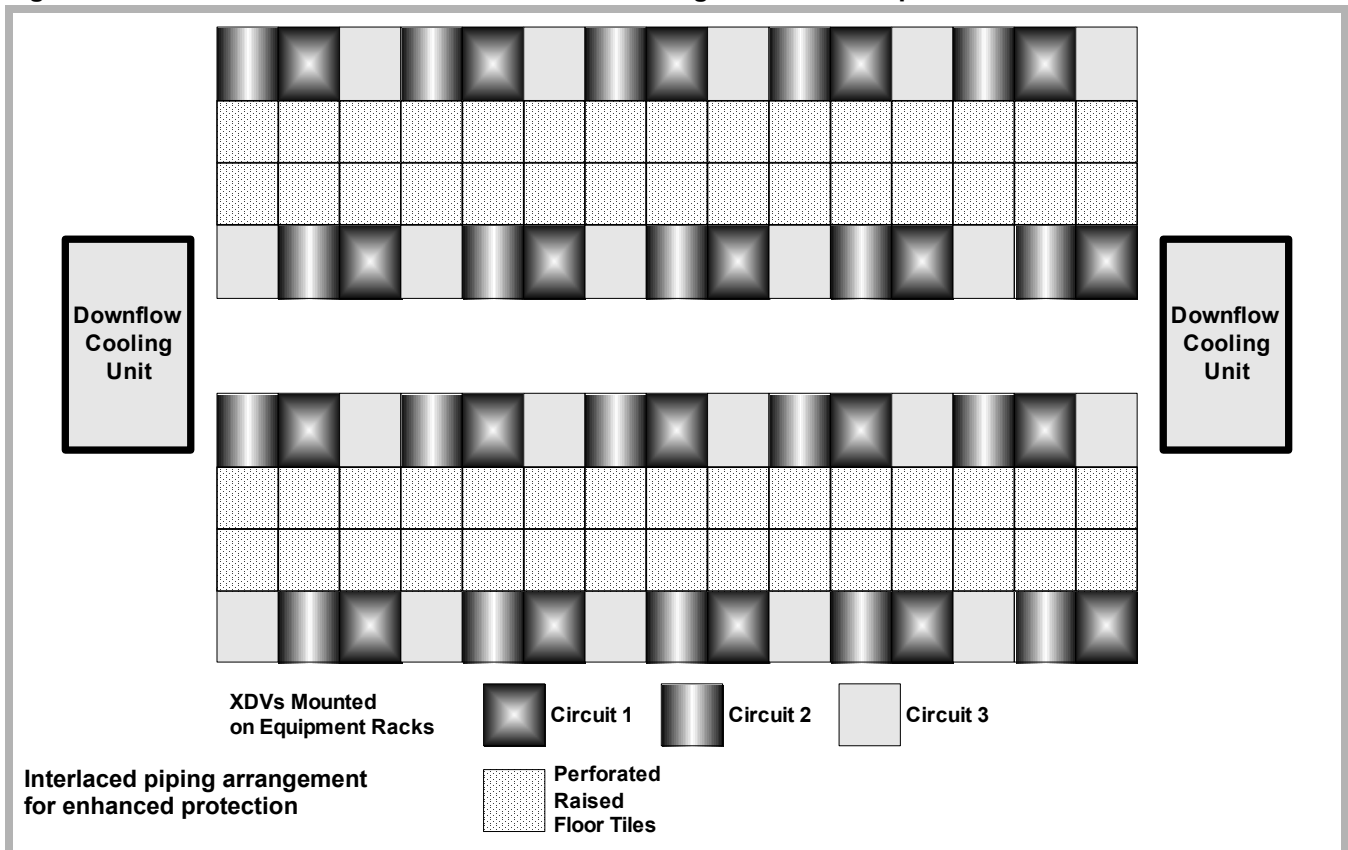 Downflow
Cooling
Unit
Downflow
Cooling
Unit
XDVs Mounted
on Equipment Racks
Circuit 1
Circuit 2
Circuit 3
Interlaced piping arrangement
for enhanced protection
Perforated
Raised
Floor Tiles